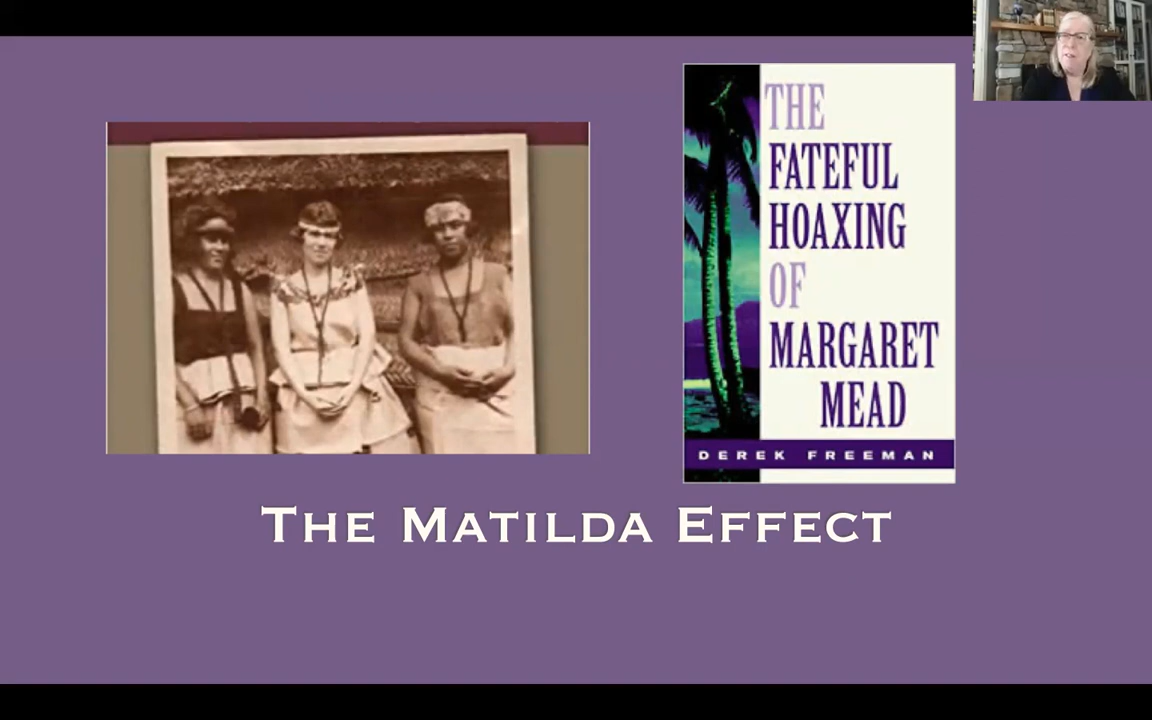 THE
FATEFUL
HOAXING
OF
MARGARET
MEAD
DEREK FREEMAN
THE MATILDA EFFECT